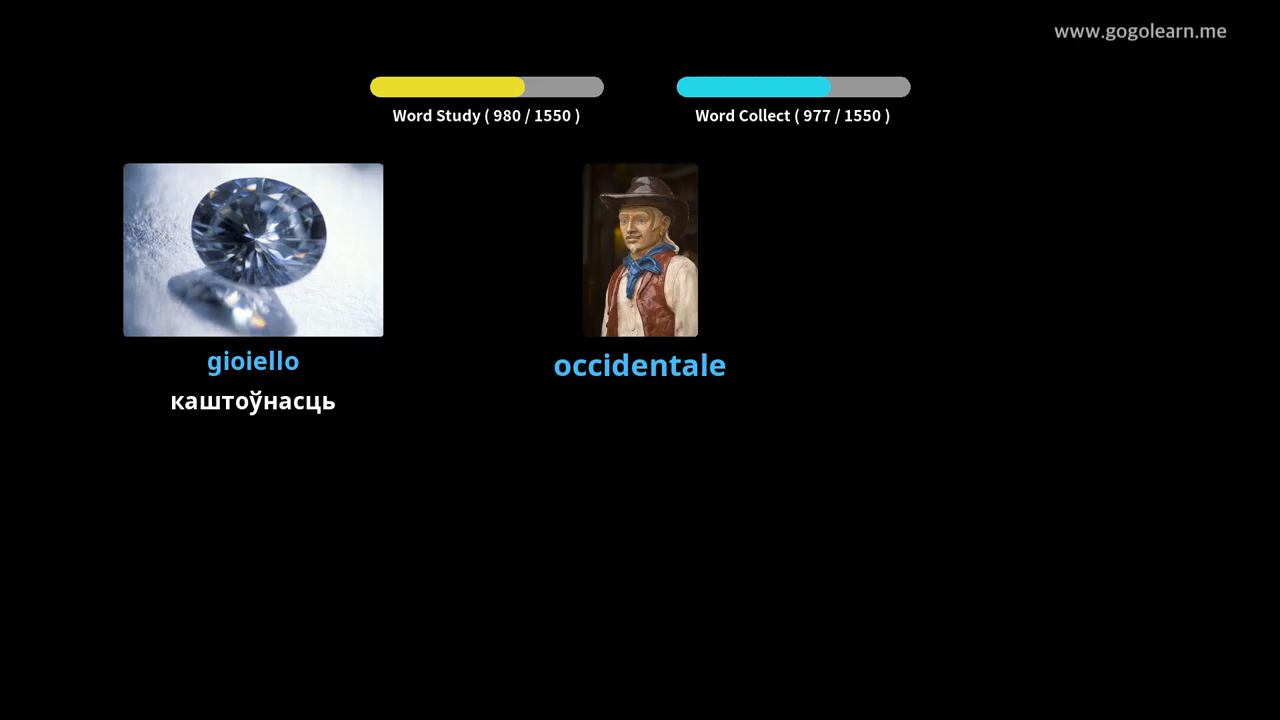 www.gogolearn.me
Word Study ( 980 / 1550 )
Word Collect ( 977 / 1550 )
gioiello
каштоўнасць
occidentale